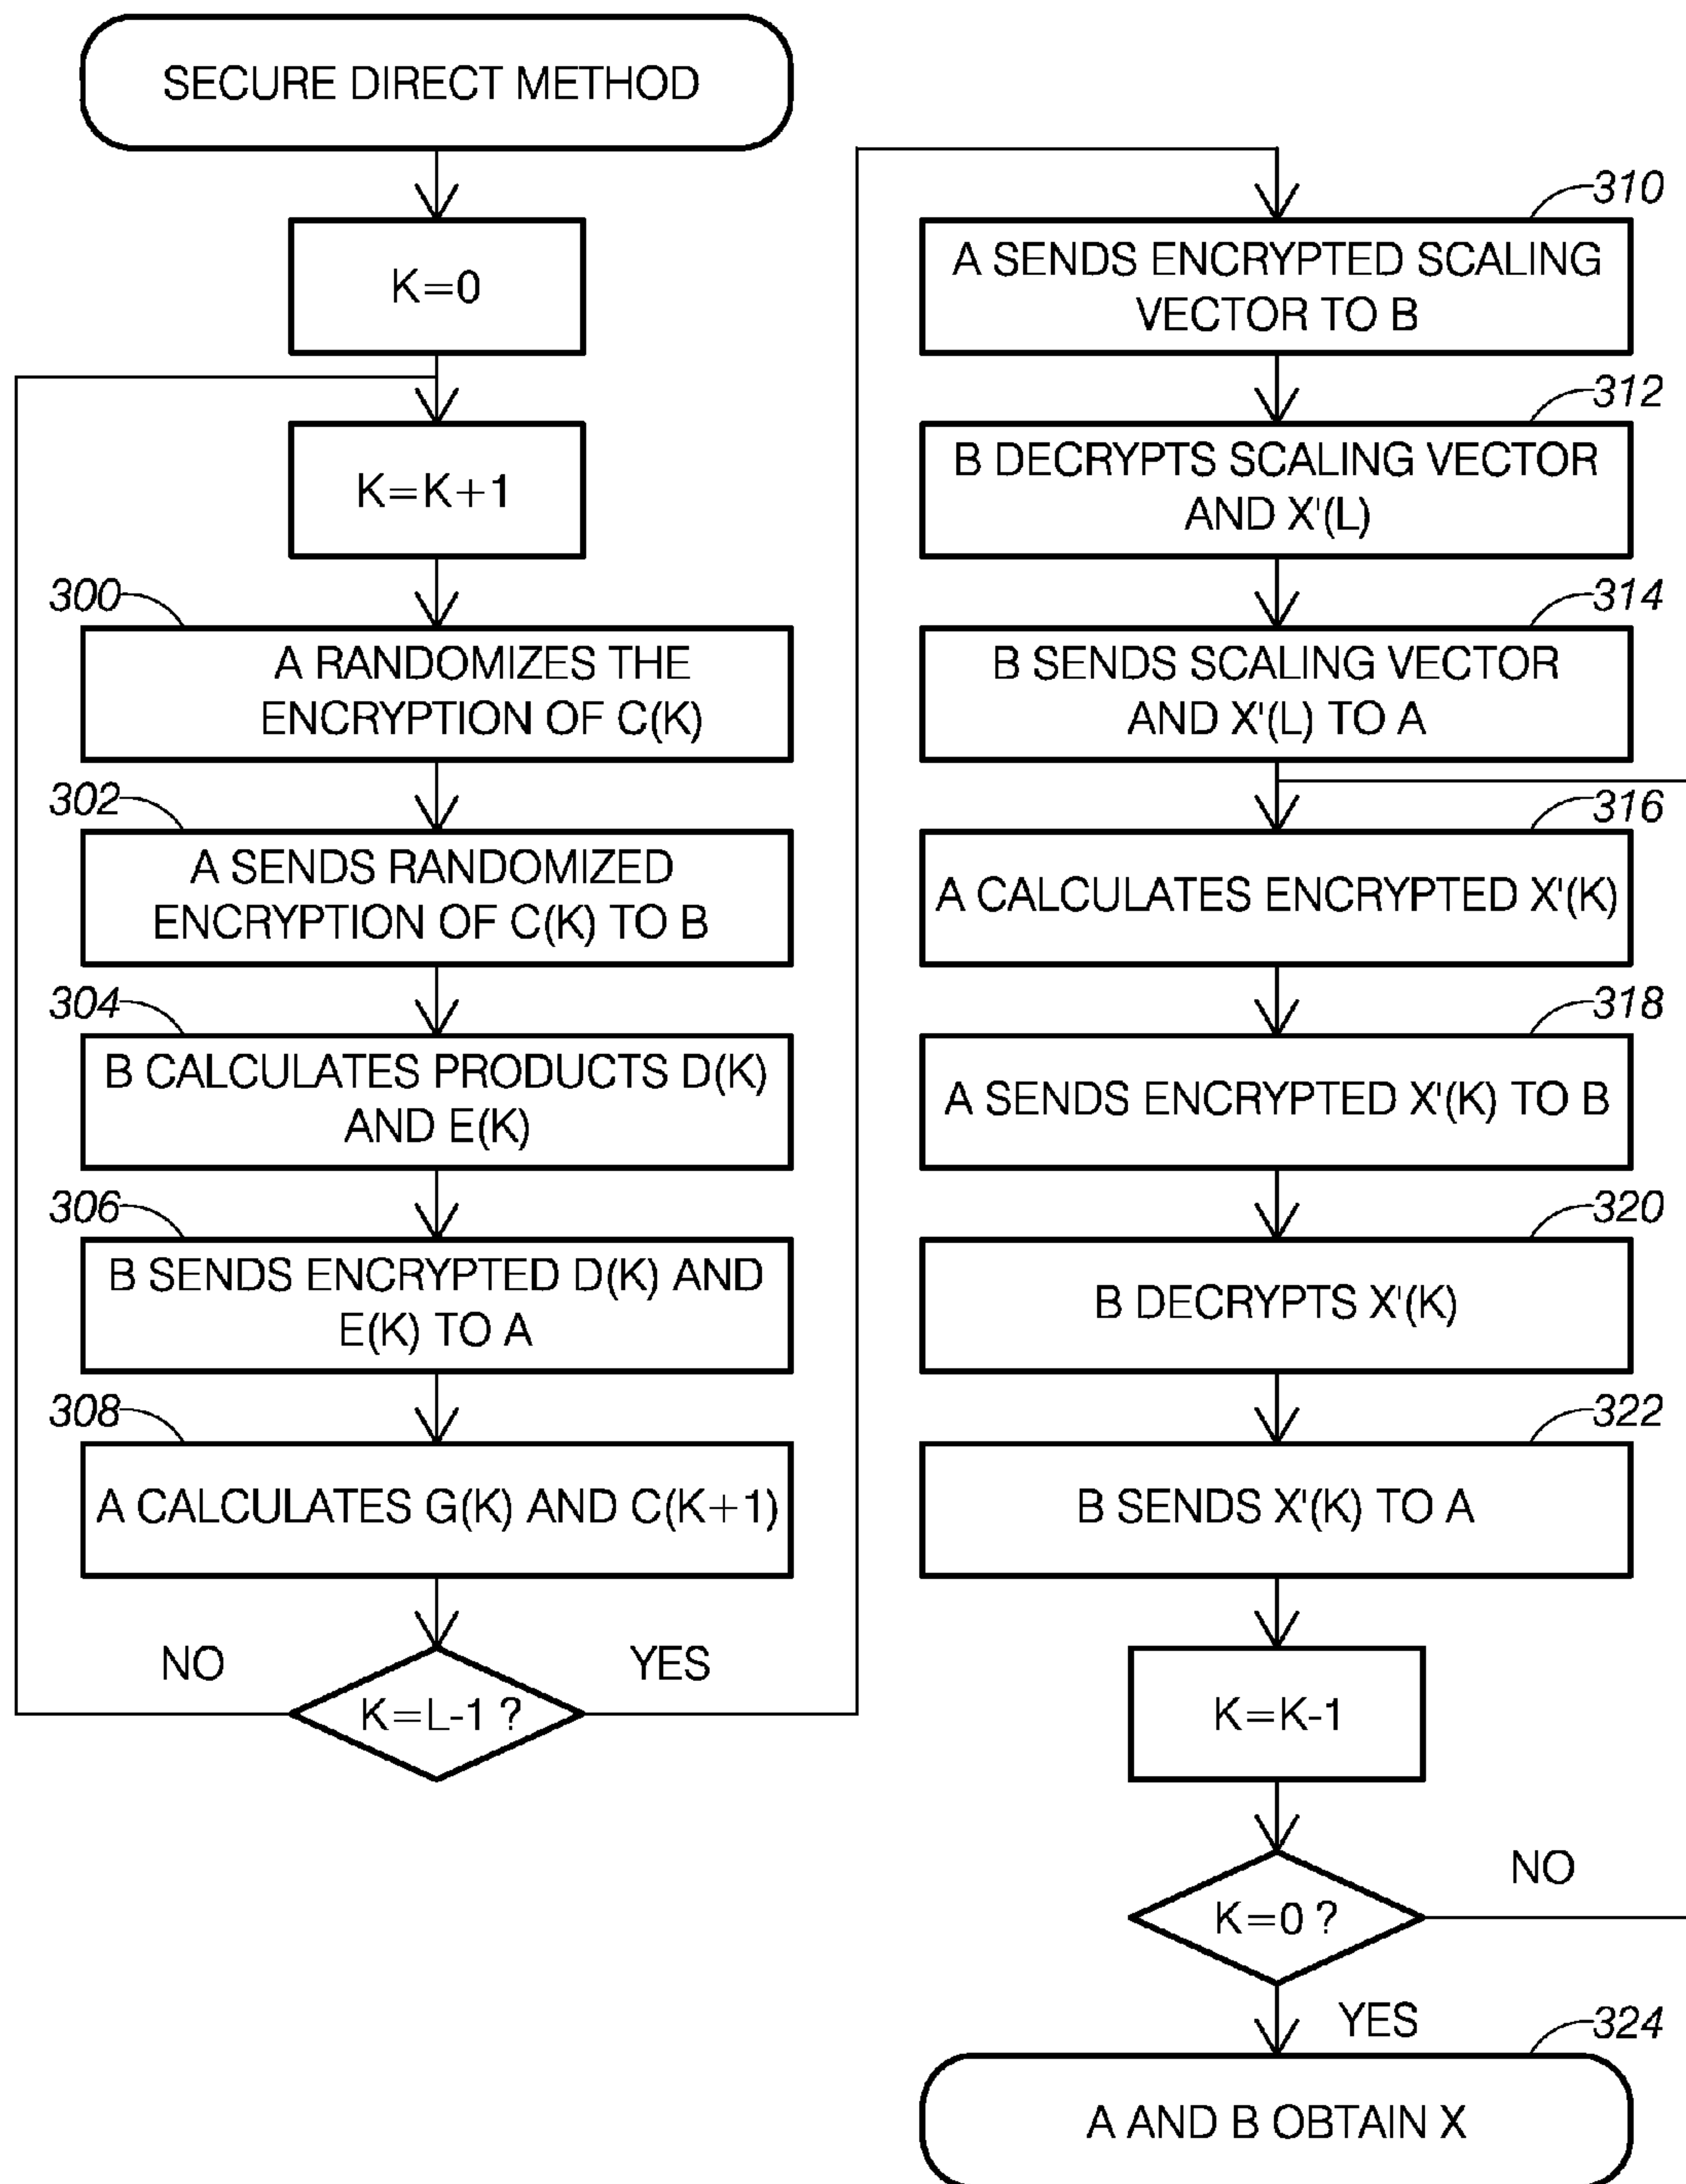 SECURE DIRECT METHOD
K=0
K=K+1
300
A RANDOMIZES THE
ENCRYPTION OF C(K)
302
A SENDS RANDOMIZED
ENCRYPTION OF C(K) TO B
304
B CALCULATES PRODUCTS D(K)
AND E(K)
306
B SENDS ENCRYPTED D(K) AND
E(K) TO A
308
A CALCULATES G(K) AND C(K+1)
NO
YES
K=L-1 ?
310
A SENDS ENCRYPTED SCALING
VECTOR TO B
312
B DECRYPTS SCALING VECTOR
AND X'(L)
314
B SENDS SCALING VECTOR
AND X'(L) TO A
316
A CALCULATES ENCRYPTED X'(K)
318
A SENDS ENCRYPTED X'(K) TO B
320
B DECRYPTS X'(K)
322
B SENDS X'(K) TO A
K=K-1
NO
K=0 ?
YES
324
A AND B OBTAIN X